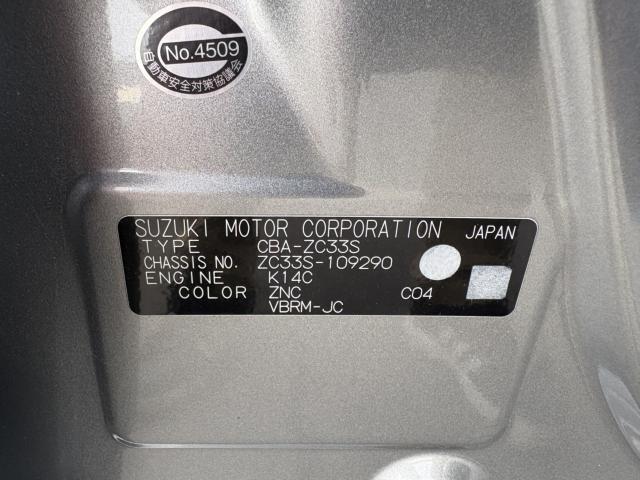 No.4509
自動車安全対策協議会
SUZUKI MOTOR CORPORATION JAPAN
TYPE CBA-ZC33S
CHASSIS NO. ZC33S-109290
ENGINE K14C
COLOR ZNC C04
VBRM-JC